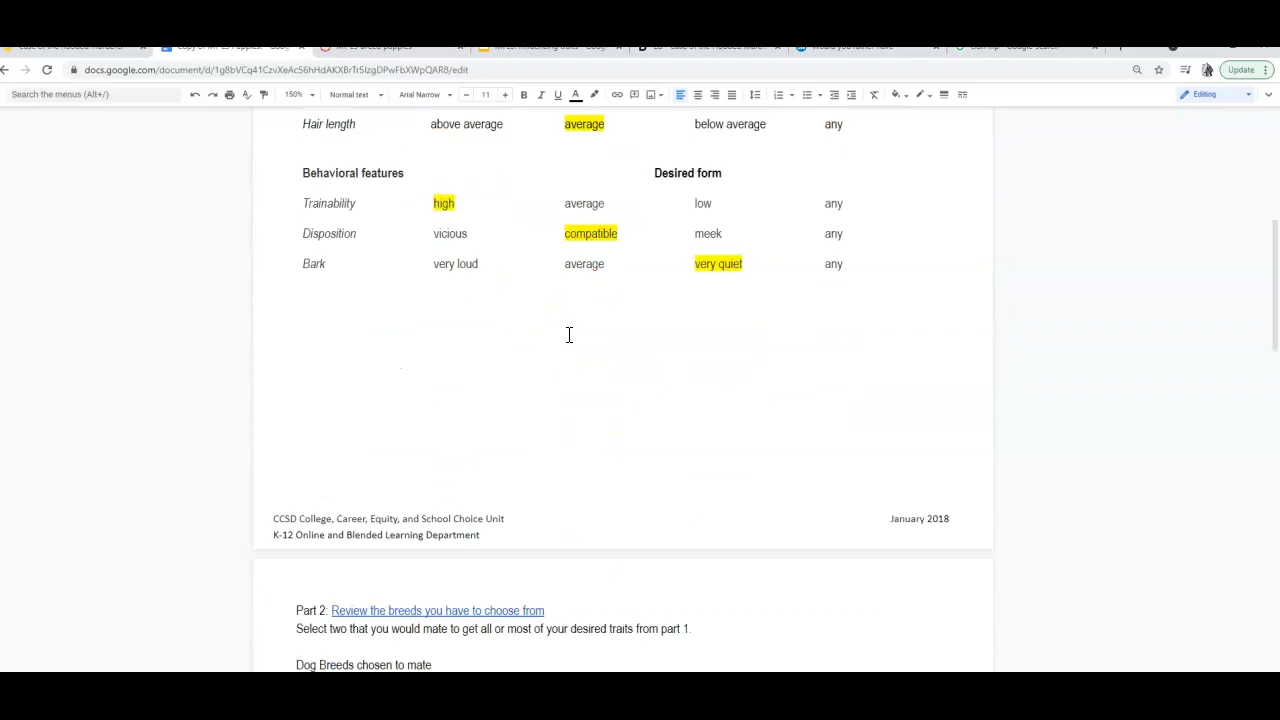 docs.google.com/document/d/1g8bVCq41CzvXeAc56hHdAKXBrTr5IzgDPwFbXWpQAR8/edit
Update
Search the menus (Alt+/)
150%
Normal text
Arial Narrow
11
Editing
Hair length above average average below average any
Behavioral features Desired form
Trainability high average low any
Disposition vicious compatible meek any
Bark very loud average very quiet any
CCSD College, Career, Equity, and School Choice Unit January 2018
K-12 Online and Blended Learning Department
Part 2: Review the breeds you have to choose from
Select two that you would mate to get all or most of your desired traits from part 1.
Dog Breeds chosen to mate